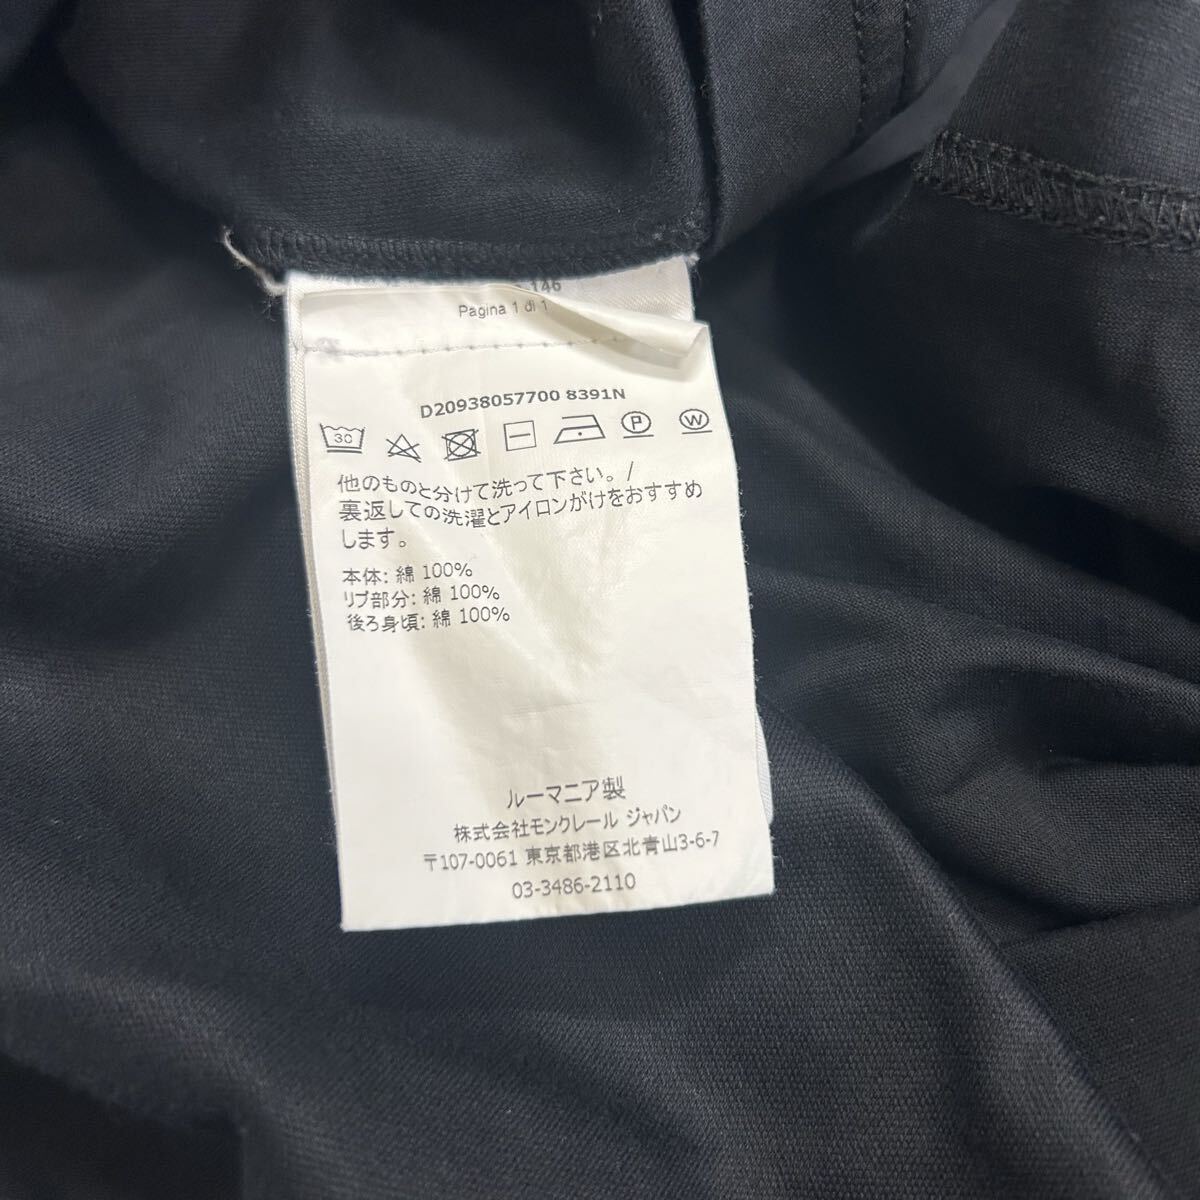 146
Pagina 1 di 1
D20938057700 8391N
30 P W
他のものと分けて洗って下さい。/
裏返しての洗濯とアイロンがけをおすすめ
します。
本体: 綿 100%
リブ部分: 綿 100%
後ろ身頃: 綿 100%
ルーマニア製
株式会社モンクレール ジャパン
〒107-0061 東京都港区北青山3-6-7
03-3486-2110